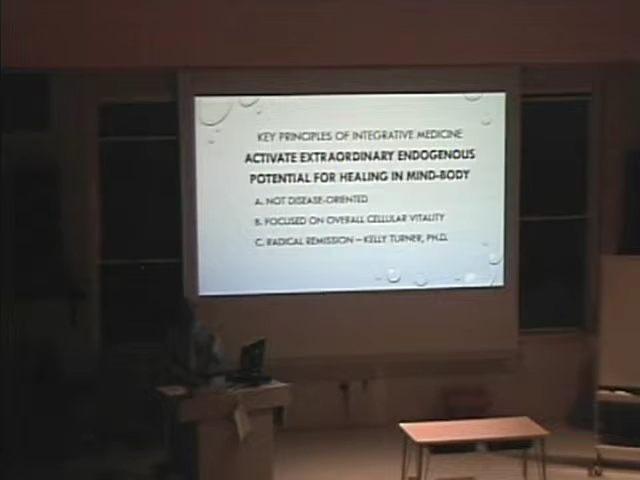 KEY PRINCIPLES OF INTEGRATIVE MEDICINE
ACTIVATE EXTRAORDINARY ENDOGENOUS
POTENTIAL FOR HEALING IN MIND-BODY
A. NOT DISEASE-ORIENTED
B. FOCUSED ON OVERALL CELLULAR VITALITY
C. RADICAL REMISSION – KELLY TURNER, PH.D.